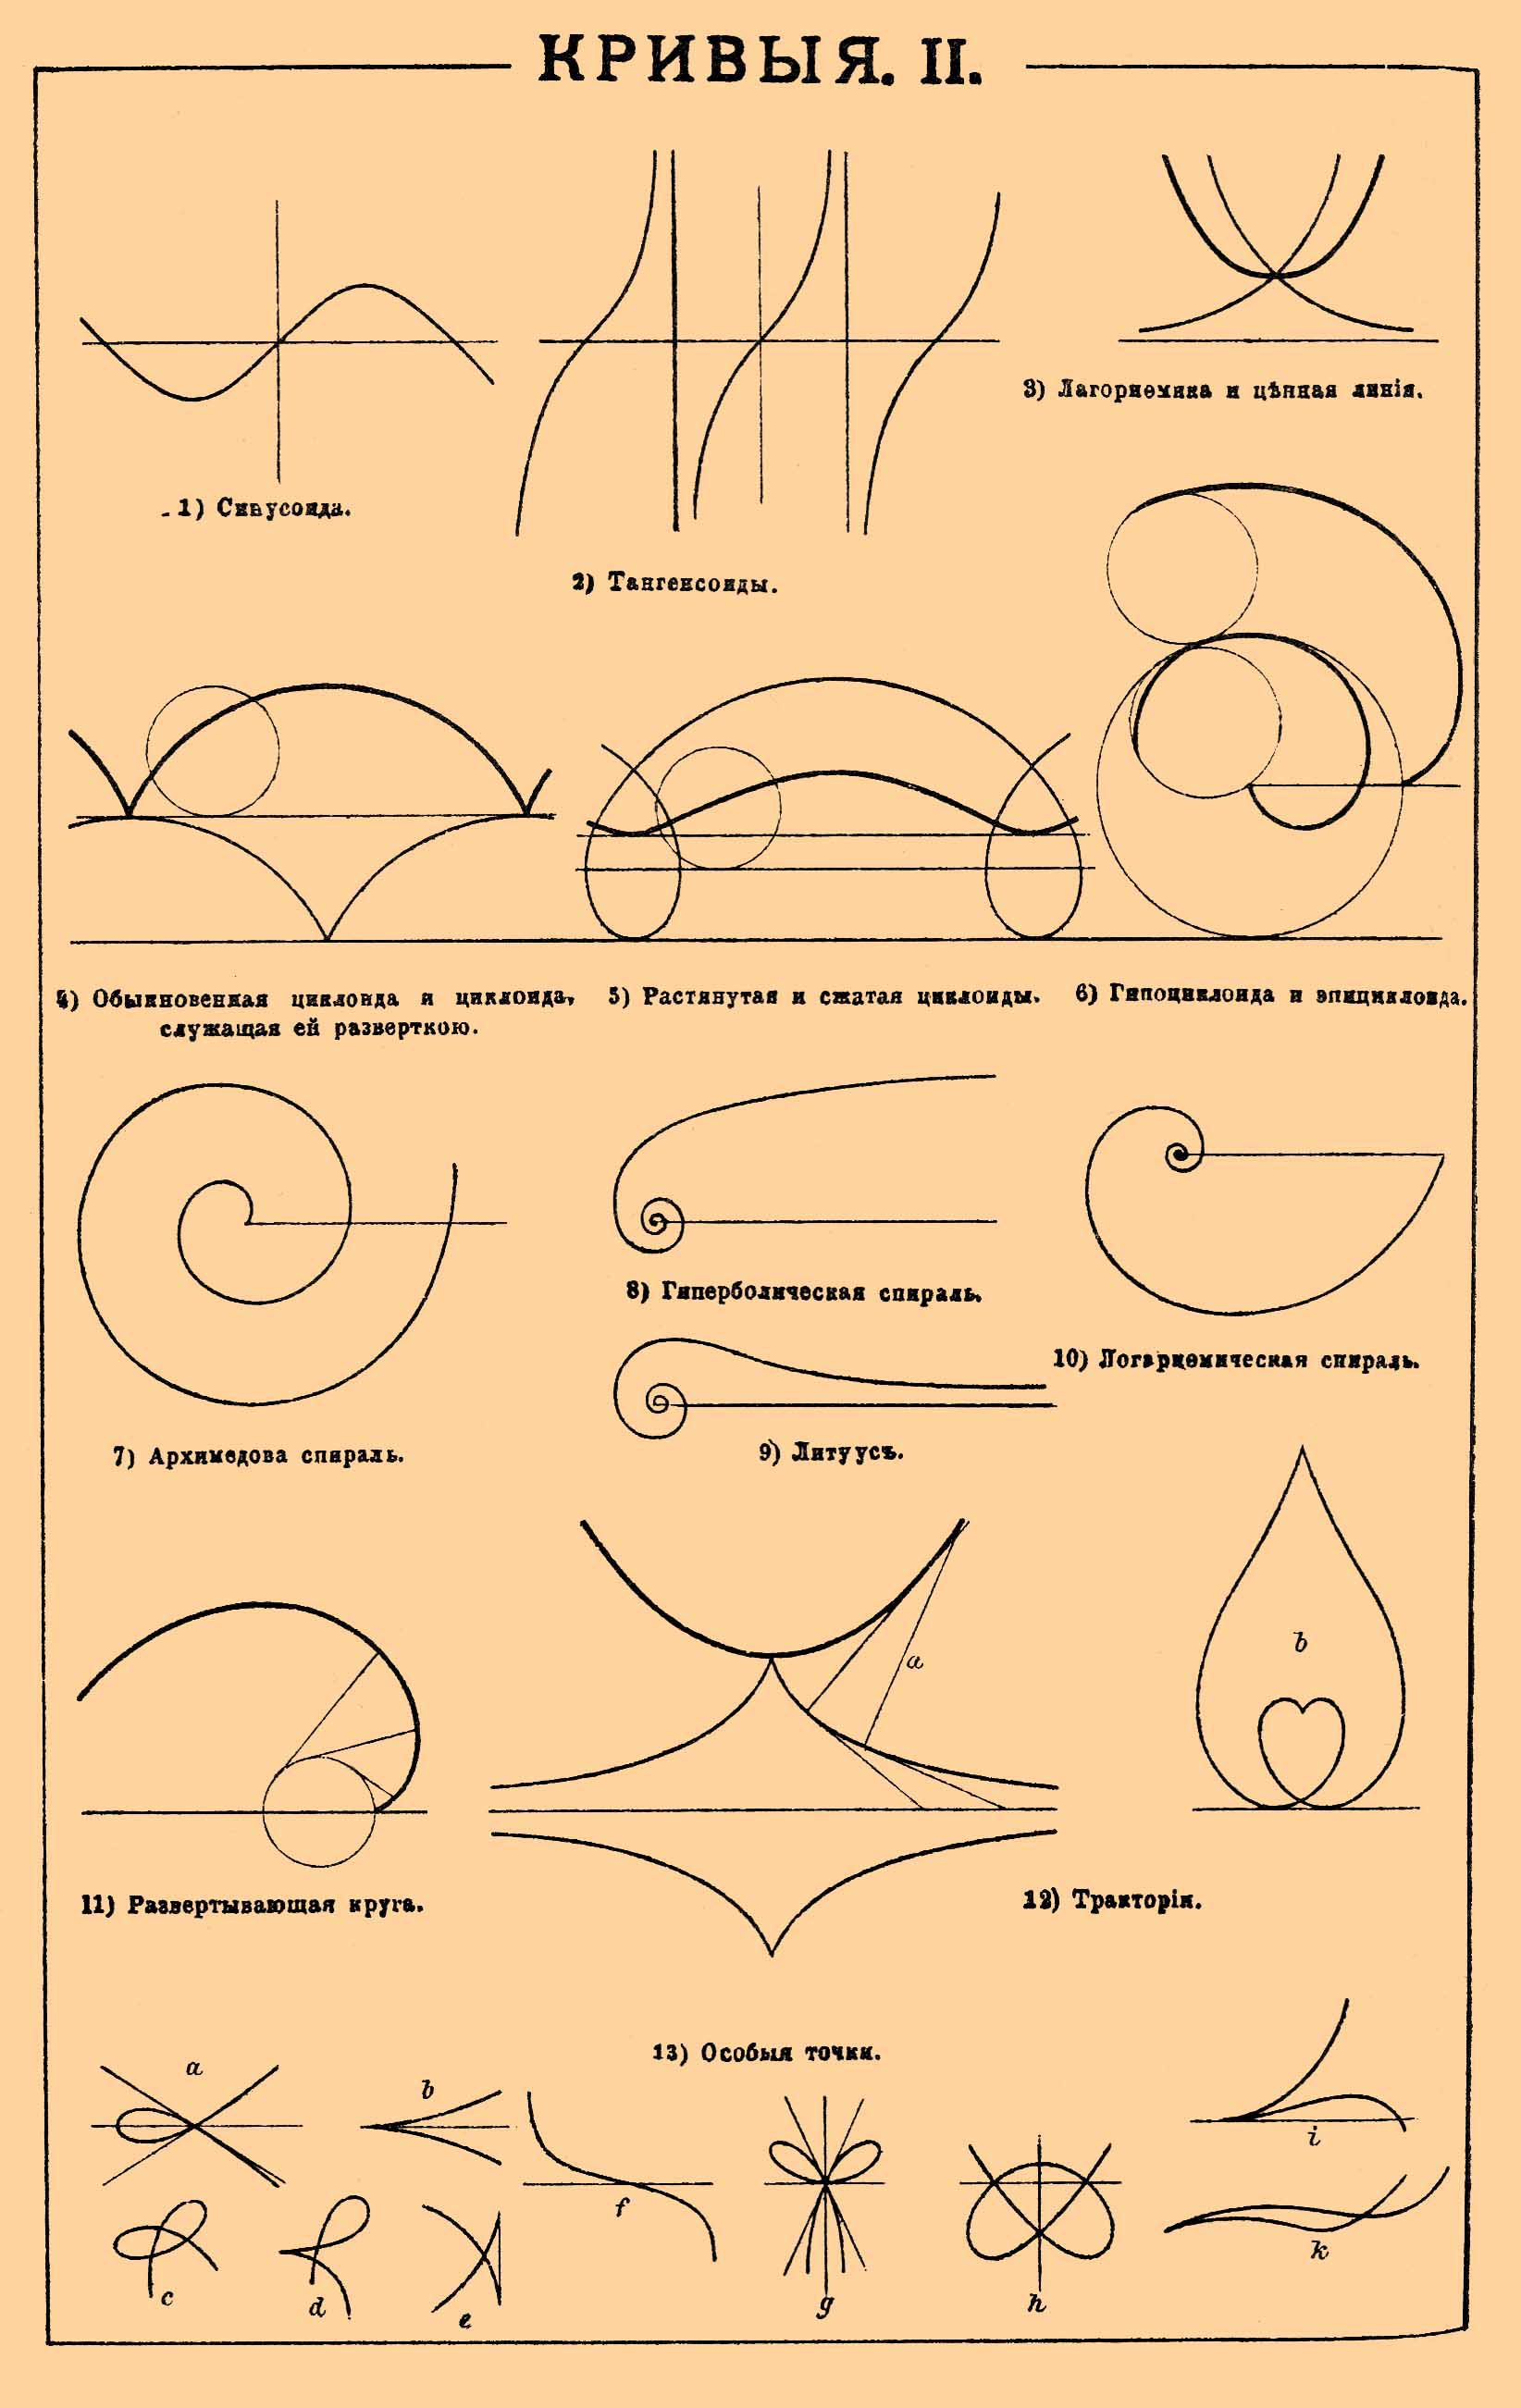 КРИВЫЯ. II.
1) Синусоида.
2) Тангенсоиды.
3) Лагориѳмика и цѣпная линія.
4) Обыкновенная циклоида и циклоида,
служащая ей разверткою.
5) Растянутая и сжатая циклоиды.
6) Гипоциклоида и эпициклоида.
7) Архимедова спираль.
8) Гиперболическая спираль.
9) Литуусъ.
10) Логариѳмическая спираль.
11) Развертывающая круга.
a
b
12) Тракторія.
13) Особыя точки.
a
b
c
d
e
f
g
h
i
k